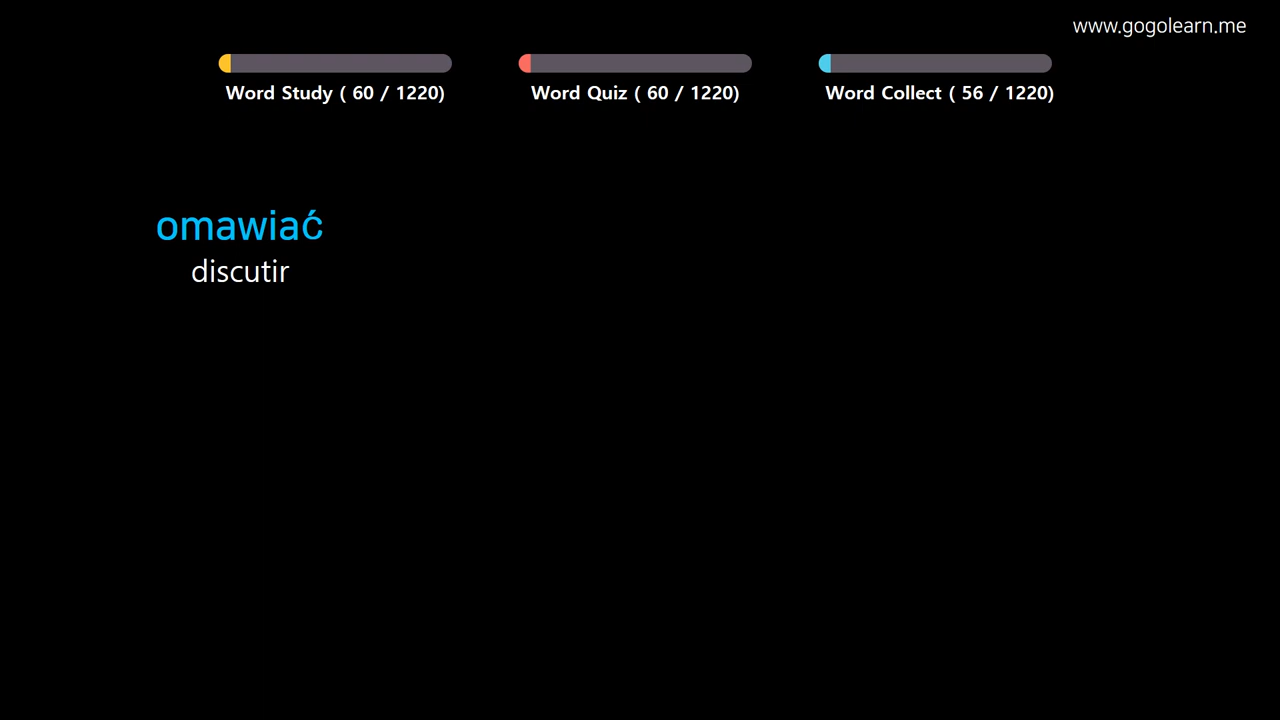 www.gogolearn.me
Word Study ( 60 / 1220)
Word Quiz ( 60 / 1220)
Word Collect ( 56 / 1220)
omawiać
discutir